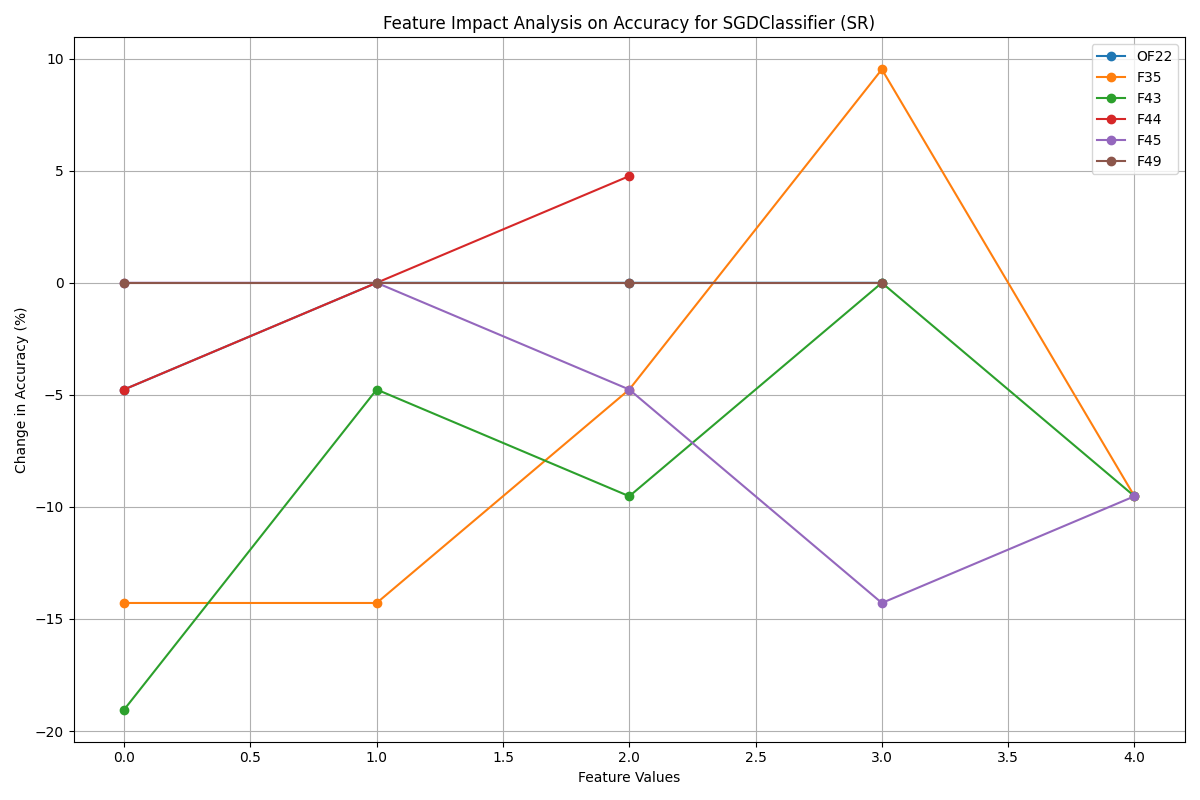 Feature Impact Analysis on Accuracy for SGDClassifier (SR)
OF22
F35
F43
F44
F45
F49
10
5
0
−5
−10
−15
−20
Change in Accuracy (%)
0.0 0.5 1.0 1.5 2.0 2.5 3.0 3.5 4.0
Feature Values